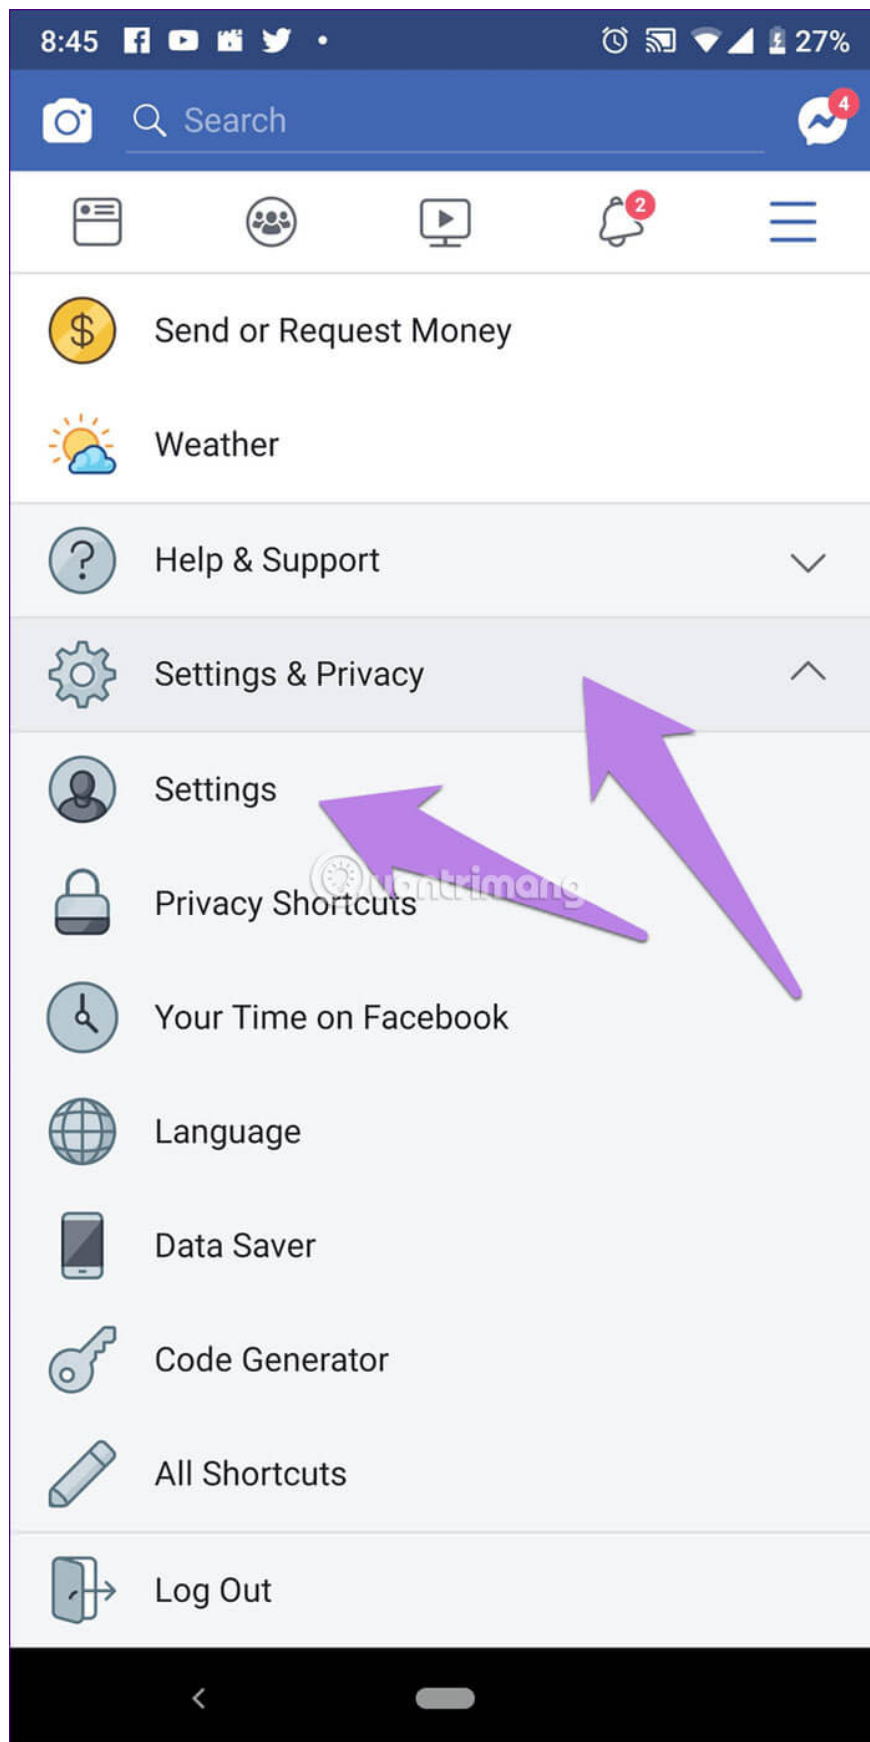 8:45
27%
Search
4
2
Send or Request Money
Weather
Help & Support
Settings & Privacy
Settings
Quantrimang
Privacy Shortcuts
Your Time on Facebook
Language
Data Saver
Code Generator
All Shortcuts
Log Out